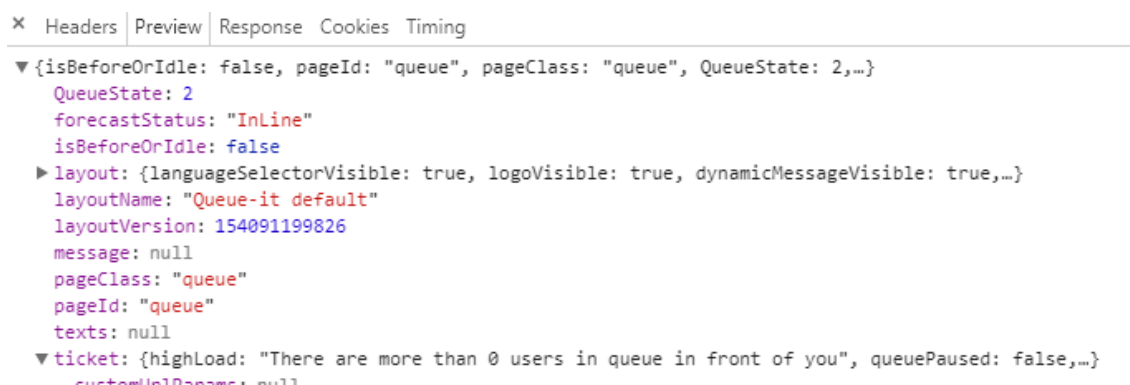 × Headers Preview Response Cookies Timing
▼{isBeforeOrIdle: false, pageId: "queue", pageClass: "queue", QueueState: 2,…}
QueueState: 2
forecastStatus: "InLine"
isBeforeOrIdle: false
▶layout: {languageSelectorVisible: true, logoVisible: true, dynamicMessageVisible: true,…}
layoutName: "Queue-it default"
layoutVersion: 154091199826
message: null
pageClass: "queue"
pageId: "queue"
texts: null
▼ticket: {highLoad: "There are more than 0 users in queue in front of you", queuePaused: false,…}
customUrlParams: null